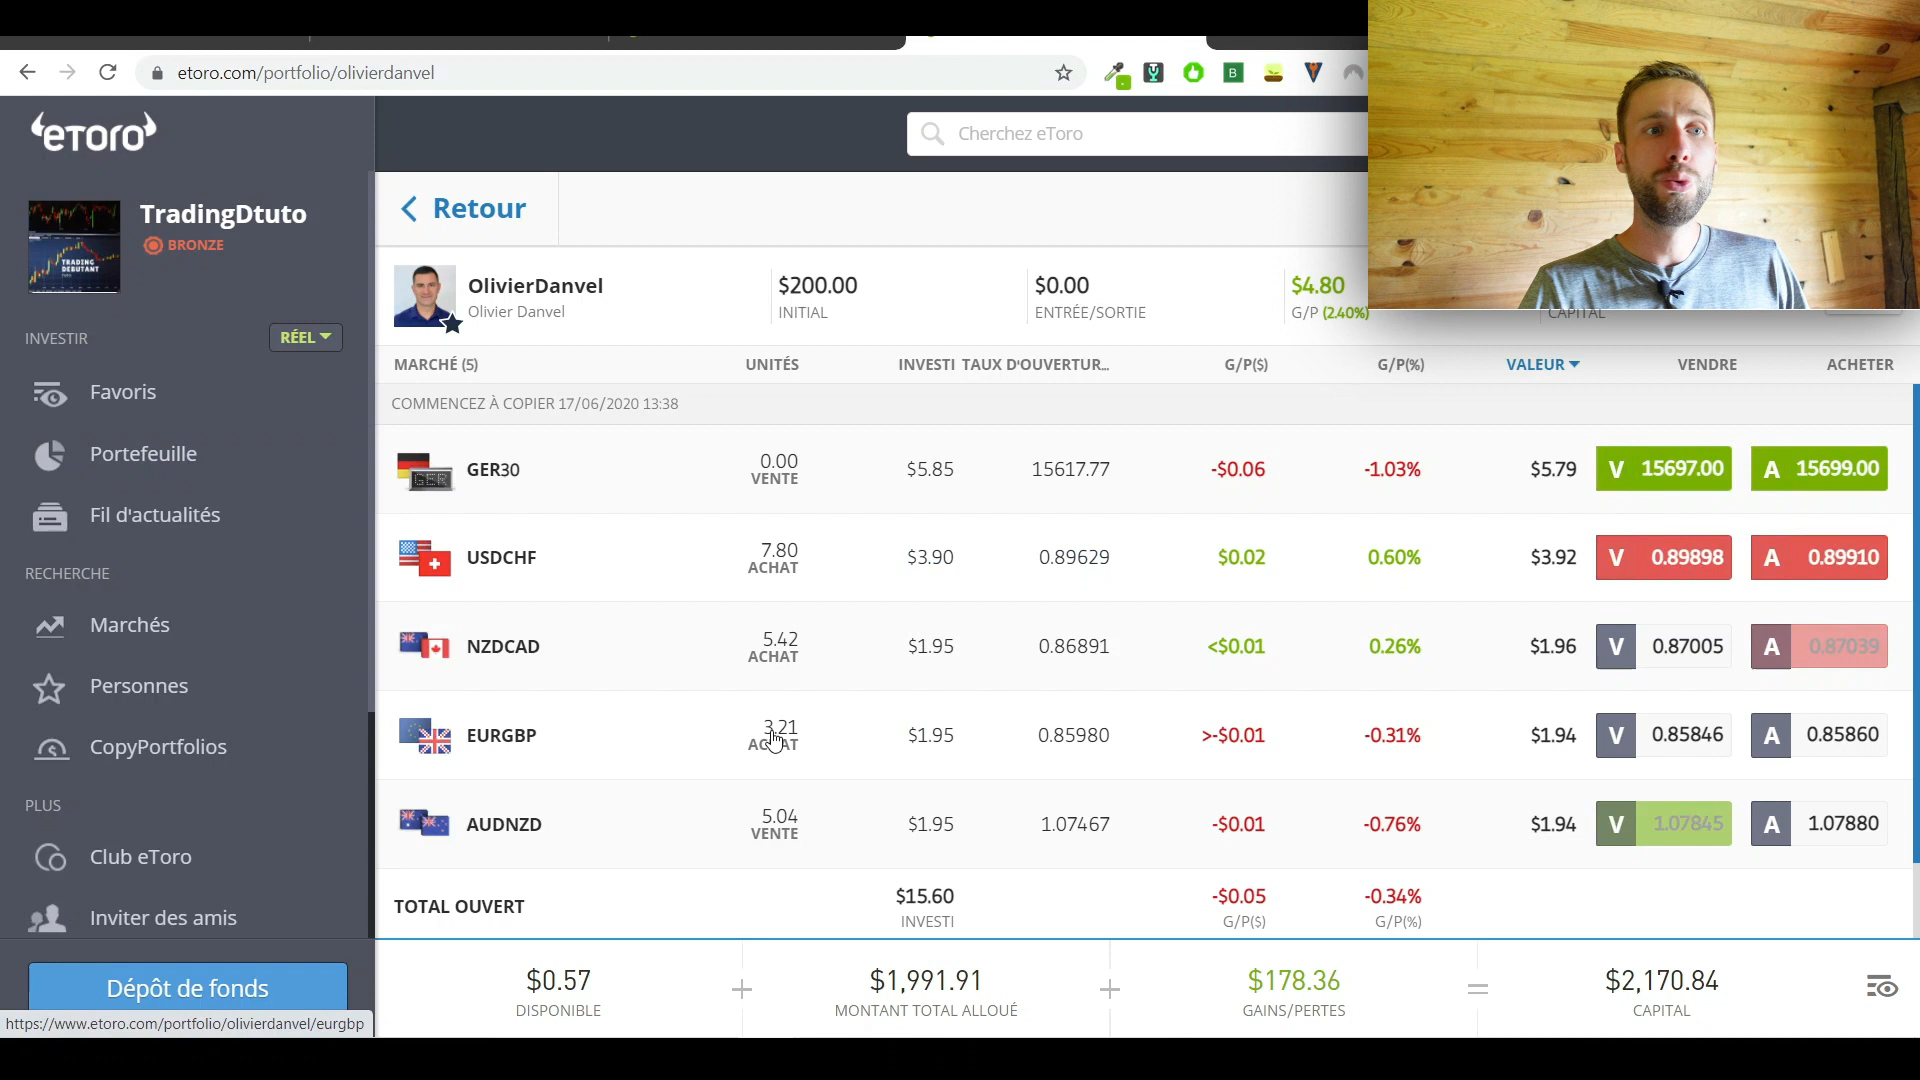 etoro.com/portfolio/olivierdanvel
B
eToro
Cherchez eToro
TradingDtuto
BRONZE
TRADING
DEBUTANT
Retour
OlivierDanvel
Olivier Danvel
$200.00
INITIAL
$0.00
ENTRÉE/SORTIE
$4.80
G/P (2.40%)
CAPITAL
INVESTIR
RÉEL
Favoris
Portefeuille
Fil d'actualités
RECHERCHE
Marchés
Personnes
CopyPortfolios
PLUS
Club eToro
Inviter des amis
Dépôt de fonds
https://www.etoro.com/portfolio/olivierdanvel/eurgbp
MARCHÉ (5) UNITÉS INVESTI TAUX D'OUVERTUR... G/P($) G/P(%) VALEUR VENDRE ACHETER
COMMENCEZ À COPIER 17/06/2020 13:38
GER GER30 0.00 VENTE $5.85 15617.77 -$0.06 -1.03% $5.79 V 15697.00 A 15699.00
USDCHF 7.80 ACHAT $3.90 0.89629 $0.02 0.60% $3.92 V 0.89898 A 0.89910
NZDCAD 5.42 ACHAT $1.95 0.86891 <$0.01 0.26% $1.96 V 0.87005 A 0.87039
EURGBP 3.21 ACHAT $1.95 0.85980 >-$0.01 -0.31% $1.94 V 0.85846 A 0.85860
AUDNZD 5.04 VENTE $1.95 1.07467 -$0.01 -0.76% $1.94 V 1.07845 A 1.07880
TOTAL OUVERT $15.60 -$0.05 -0.34%
INVESTI G/P($) G/P(%)
$0.57 + $1,991.91 + $178.36 = $2,170.84
DISPONIBLE MONTANT TOTAL ALLOUÉ GAINS/PERTES CAPITAL